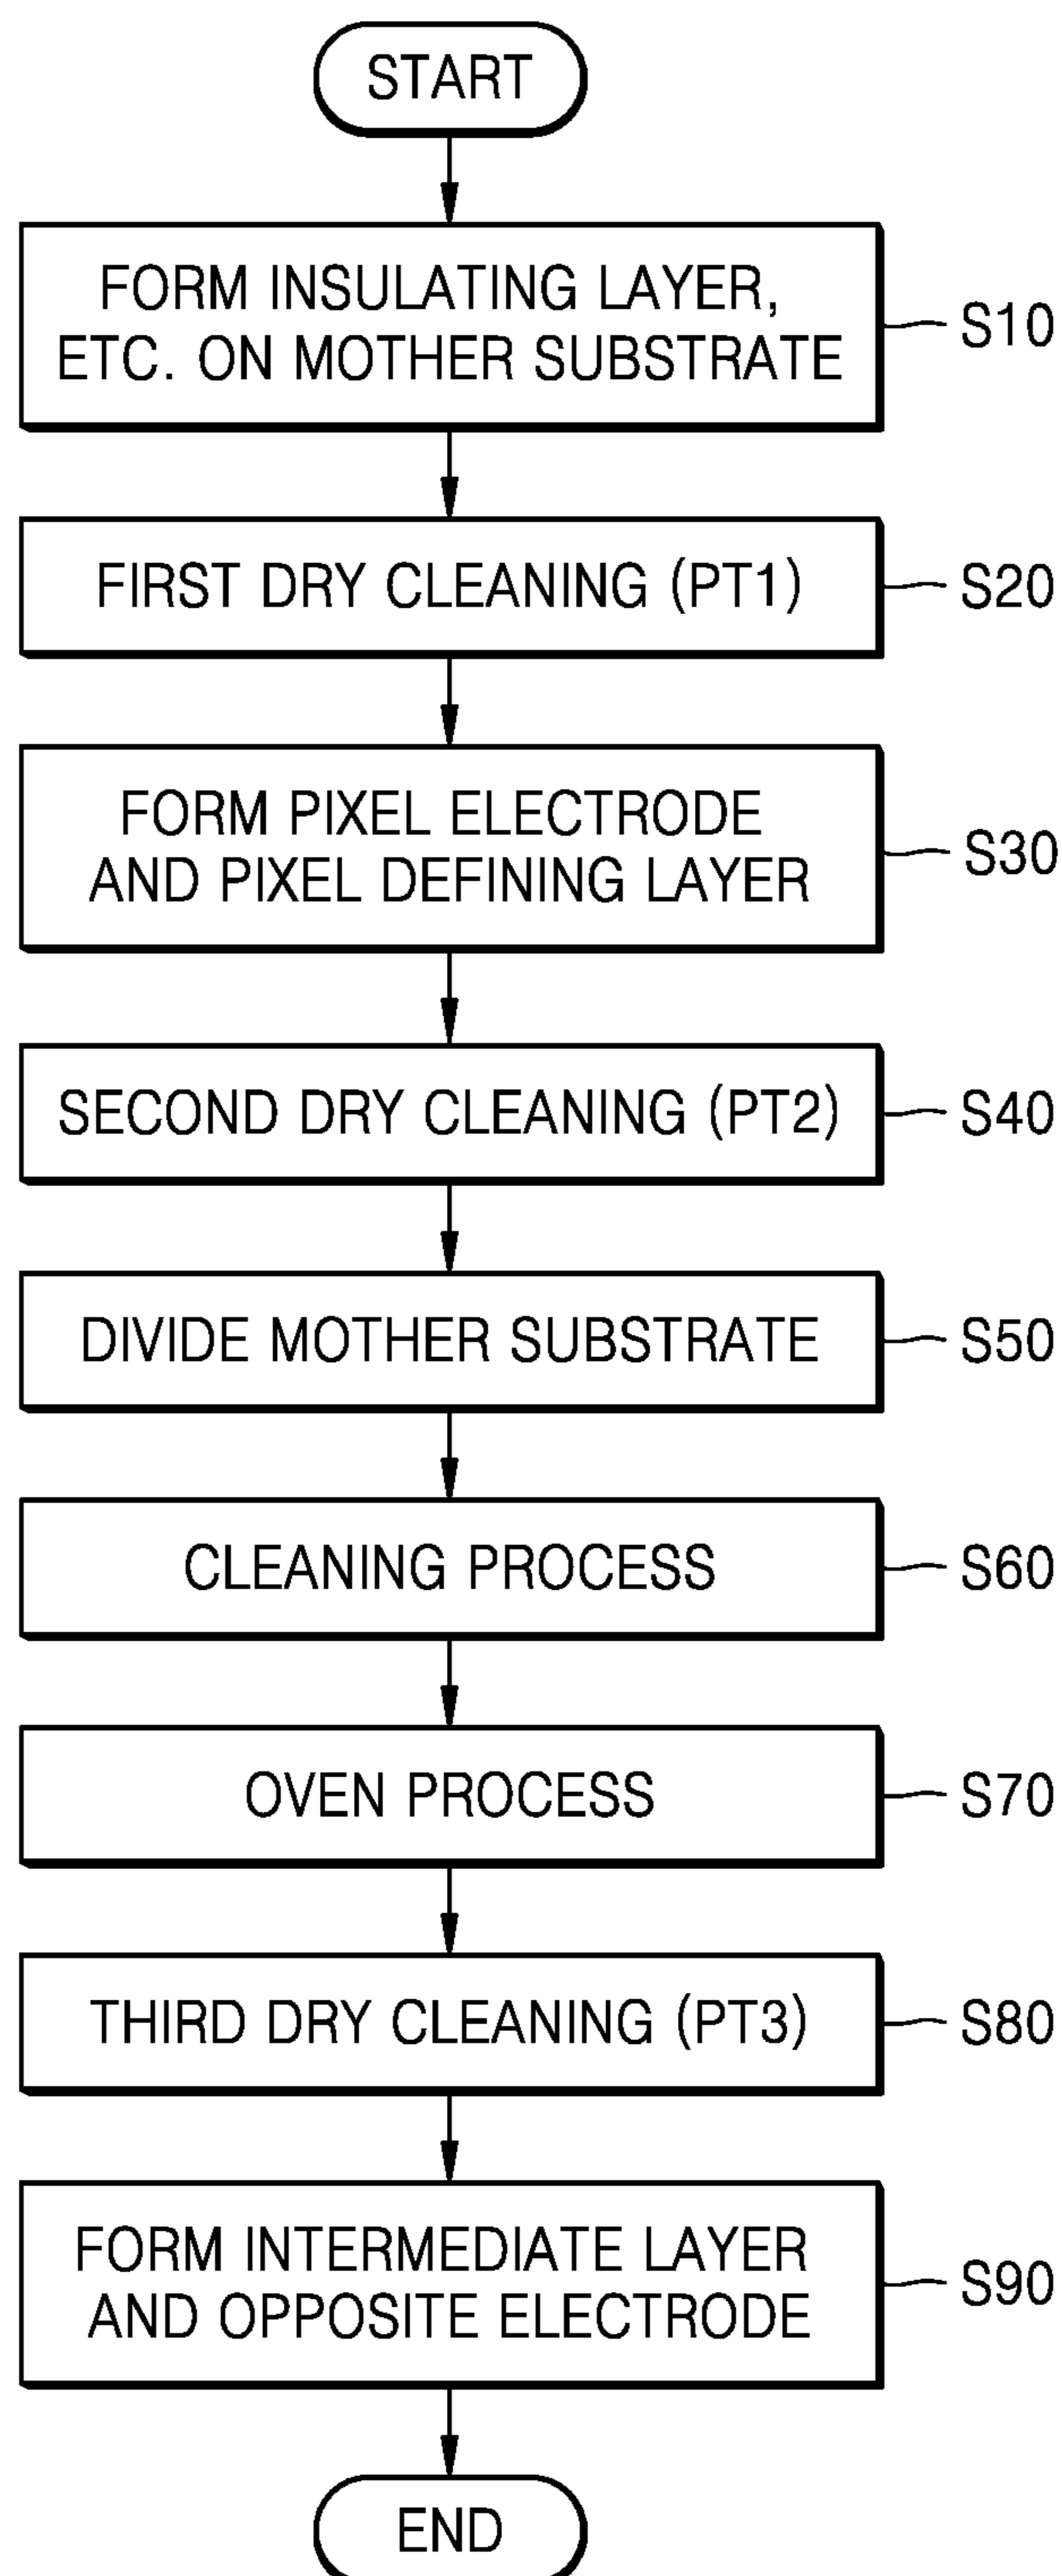 START
FORM INSULATING LAYER,
ETC. ON MOTHER SUBSTRATE
S10
FIRST DRY CLEANING (PT1)
S20
FORM PIXEL ELECTRODE
AND PIXEL DEFINING LAYER
S30
SECOND DRY CLEANING (PT2)
S40
DIVIDE MOTHER SUBSTRATE
S50
CLEANING PROCESS
S60
OVEN PROCESS
S70
THIRD DRY CLEANING (PT3)
S80
FORM INTERMEDIATE LAYER
AND OPPOSITE ELECTRODE
S90
END